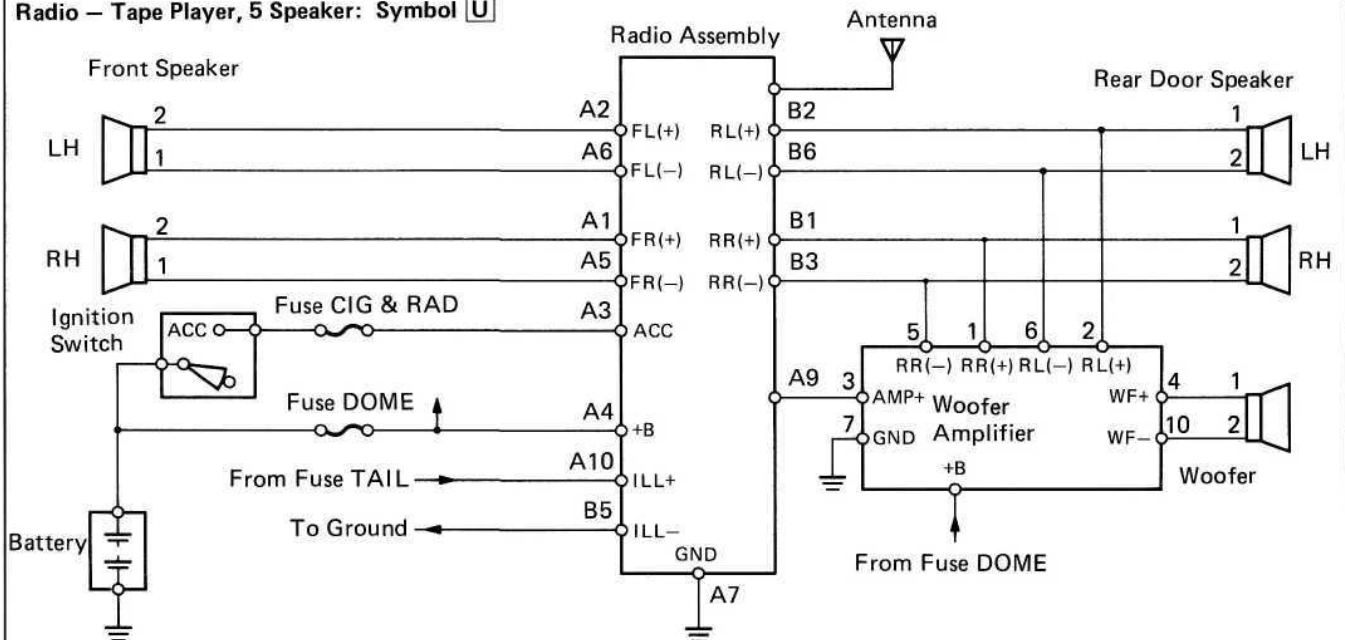 Radio — Tape Player, 5 Speaker: Symbol U
Antenna
Radio Assembly
Front Speaker
Rear Door Speaker
2
A2
FL(+)
RL(+)
B2
1
LH
1
A6
FL(−)
RL(−)
B6
2
LH
2
A1
FR(+)
RR(+)
B1
1
RH
1
A5
FR(−)
RR(−)
B3
2
RH
Ignition
Switch
ACC
Fuse CIG & RAD
A3
ACC
5
1
6
2
RR(−)
RR(+)
RL(−)
RL(+)
A9
3
AMP+
Woofer
Amplifier
WF+
4
1
7
GND
WF−
10
2
Woofer
+B
From Fuse DOME
Fuse DOME
A4
+B
From Fuse TAIL
A10
ILL+
To Ground
B5
ILL−
Battery
GND
A7